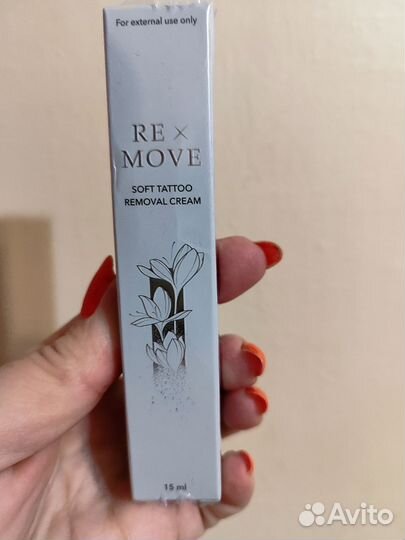 For external use only
RE ×
MOVE
SOFT TATTOO
REMOVAL CREAM
15 ml
Avito